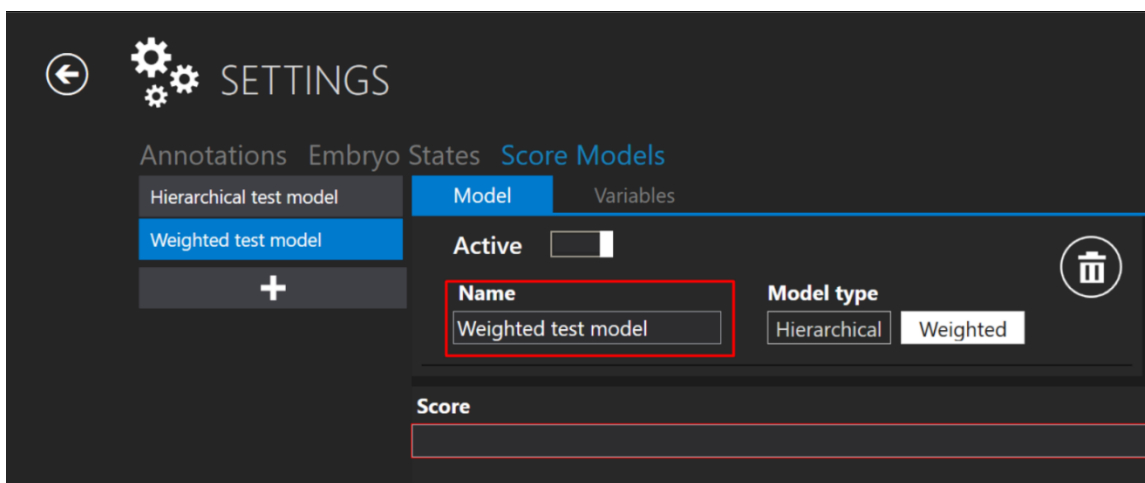 SETTINGS
Annotations Embryo States Score Models
Hierarchical test model
Weighted test model
Model Variables
Active
Name
Weighted test model
Model type
Hierarchical Weighted
Score